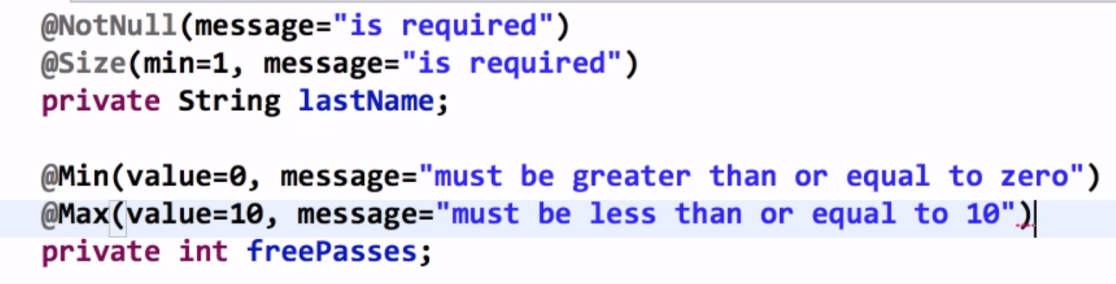 @NotNull(message="is required")
@Size(min=1, message="is required")
private String lastName;
@Min(value=0, message="must be greater than or equal to zero")
@Max(value=10, message="must be less than or equal to 10")
private int freePasses;